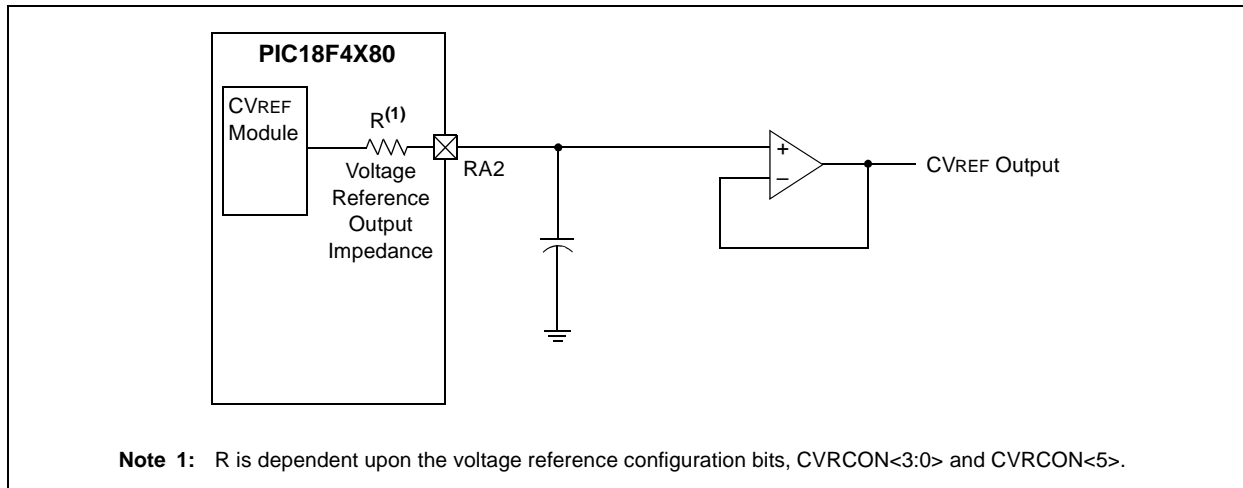 PIC18F4X80
CVREF
Module
R(1)
Voltage
Reference
Output
Impedance
RA2
+
–
CVREF Output
Note 1: R is dependent upon the voltage reference configuration bits, CVRCON<3:0> and CVRCON<5>.